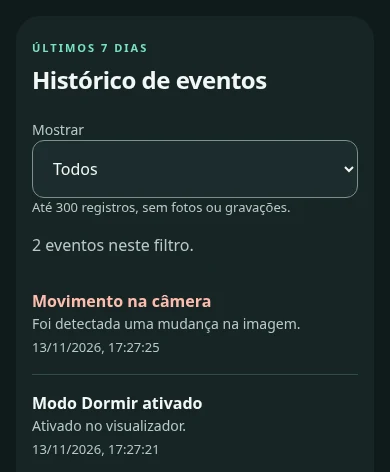 ÚLTIMOS 7 DIAS
Histórico de eventos
Mostrar
Todos
Até 300 registros, sem fotos ou gravações.
2 eventos neste filtro.
Movimento na câmera
Foi detectada uma mudança na imagem.
13/11/2026, 17:27:25
Modo Dormir ativado
Ativado no visualizador.
13/11/2026, 17:27:21